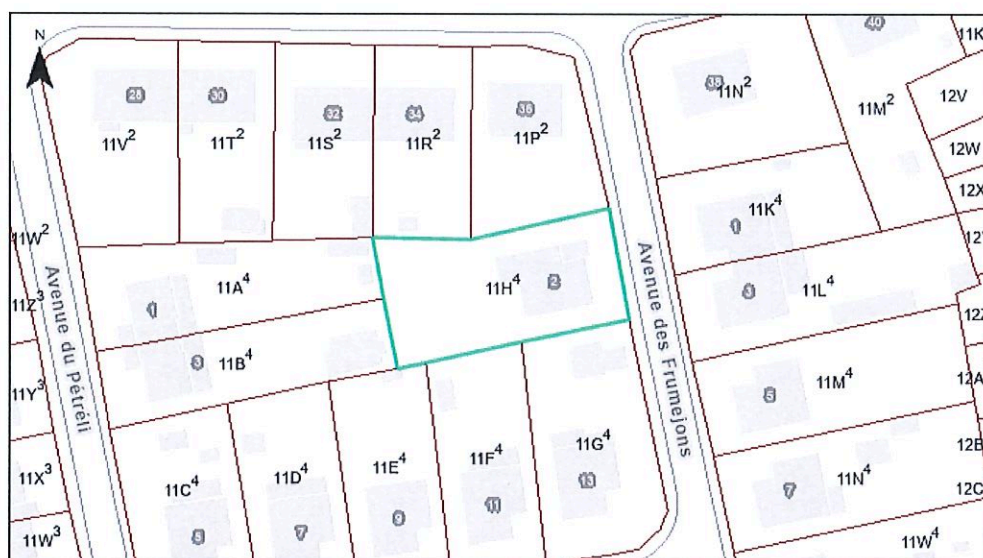 N
40
11K
38
11N²
12V
28
30
32
34
36
11M²
11V²
11T²
11S²
11R²
11P²
12W
12X
11K⁴
1
11W²
11A⁴
11H⁴
2
3
11L⁴
11Z³
1
12Z
Avenue du Pétréli
Avenue des Frumejons
3
11B⁴
11Y³
5
11M⁴
12A
11G⁴
12B
11E⁴
11F⁴
11X³
11C⁴
11D⁴
13
7
11N⁴
12C
9
11
7
11W³
11W⁴